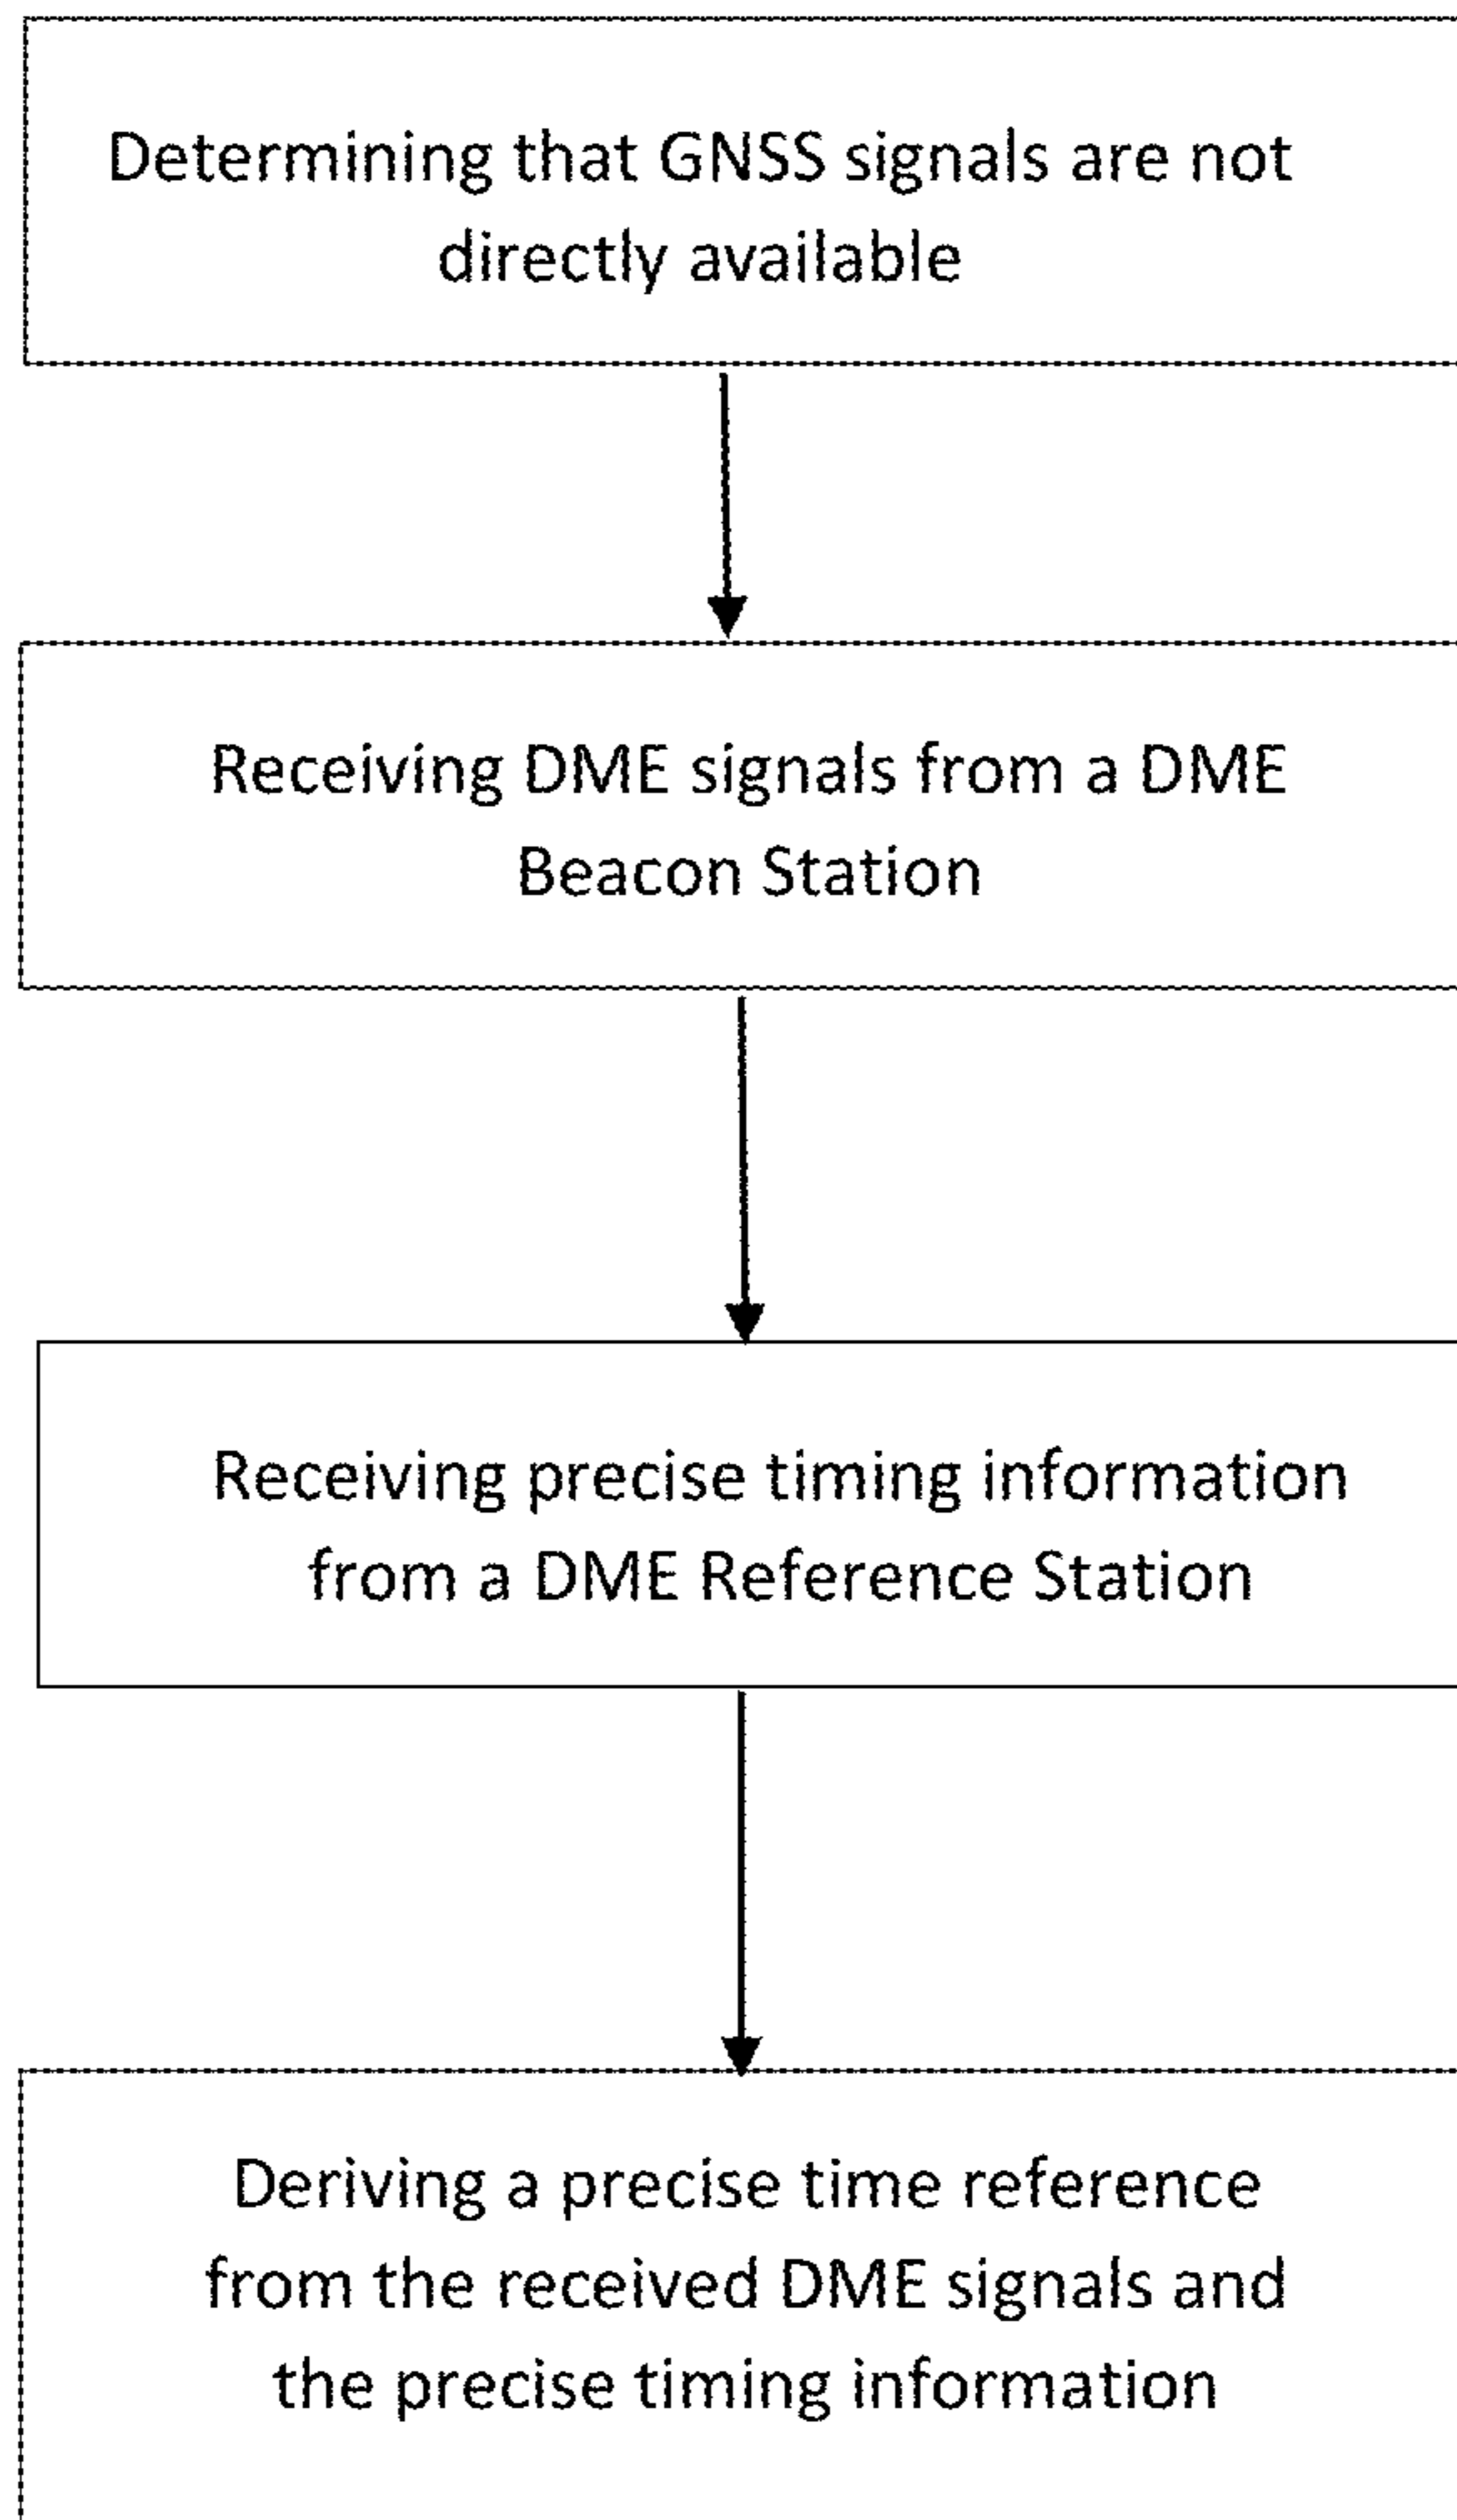 Determining that GNSS signals are not
directly available
Receiving DME signals from a DME
Beacon Station
Receiving precise timing information
from a DME Reference Station
Deriving a precise time reference
from the received DME signals and
the precise timing information